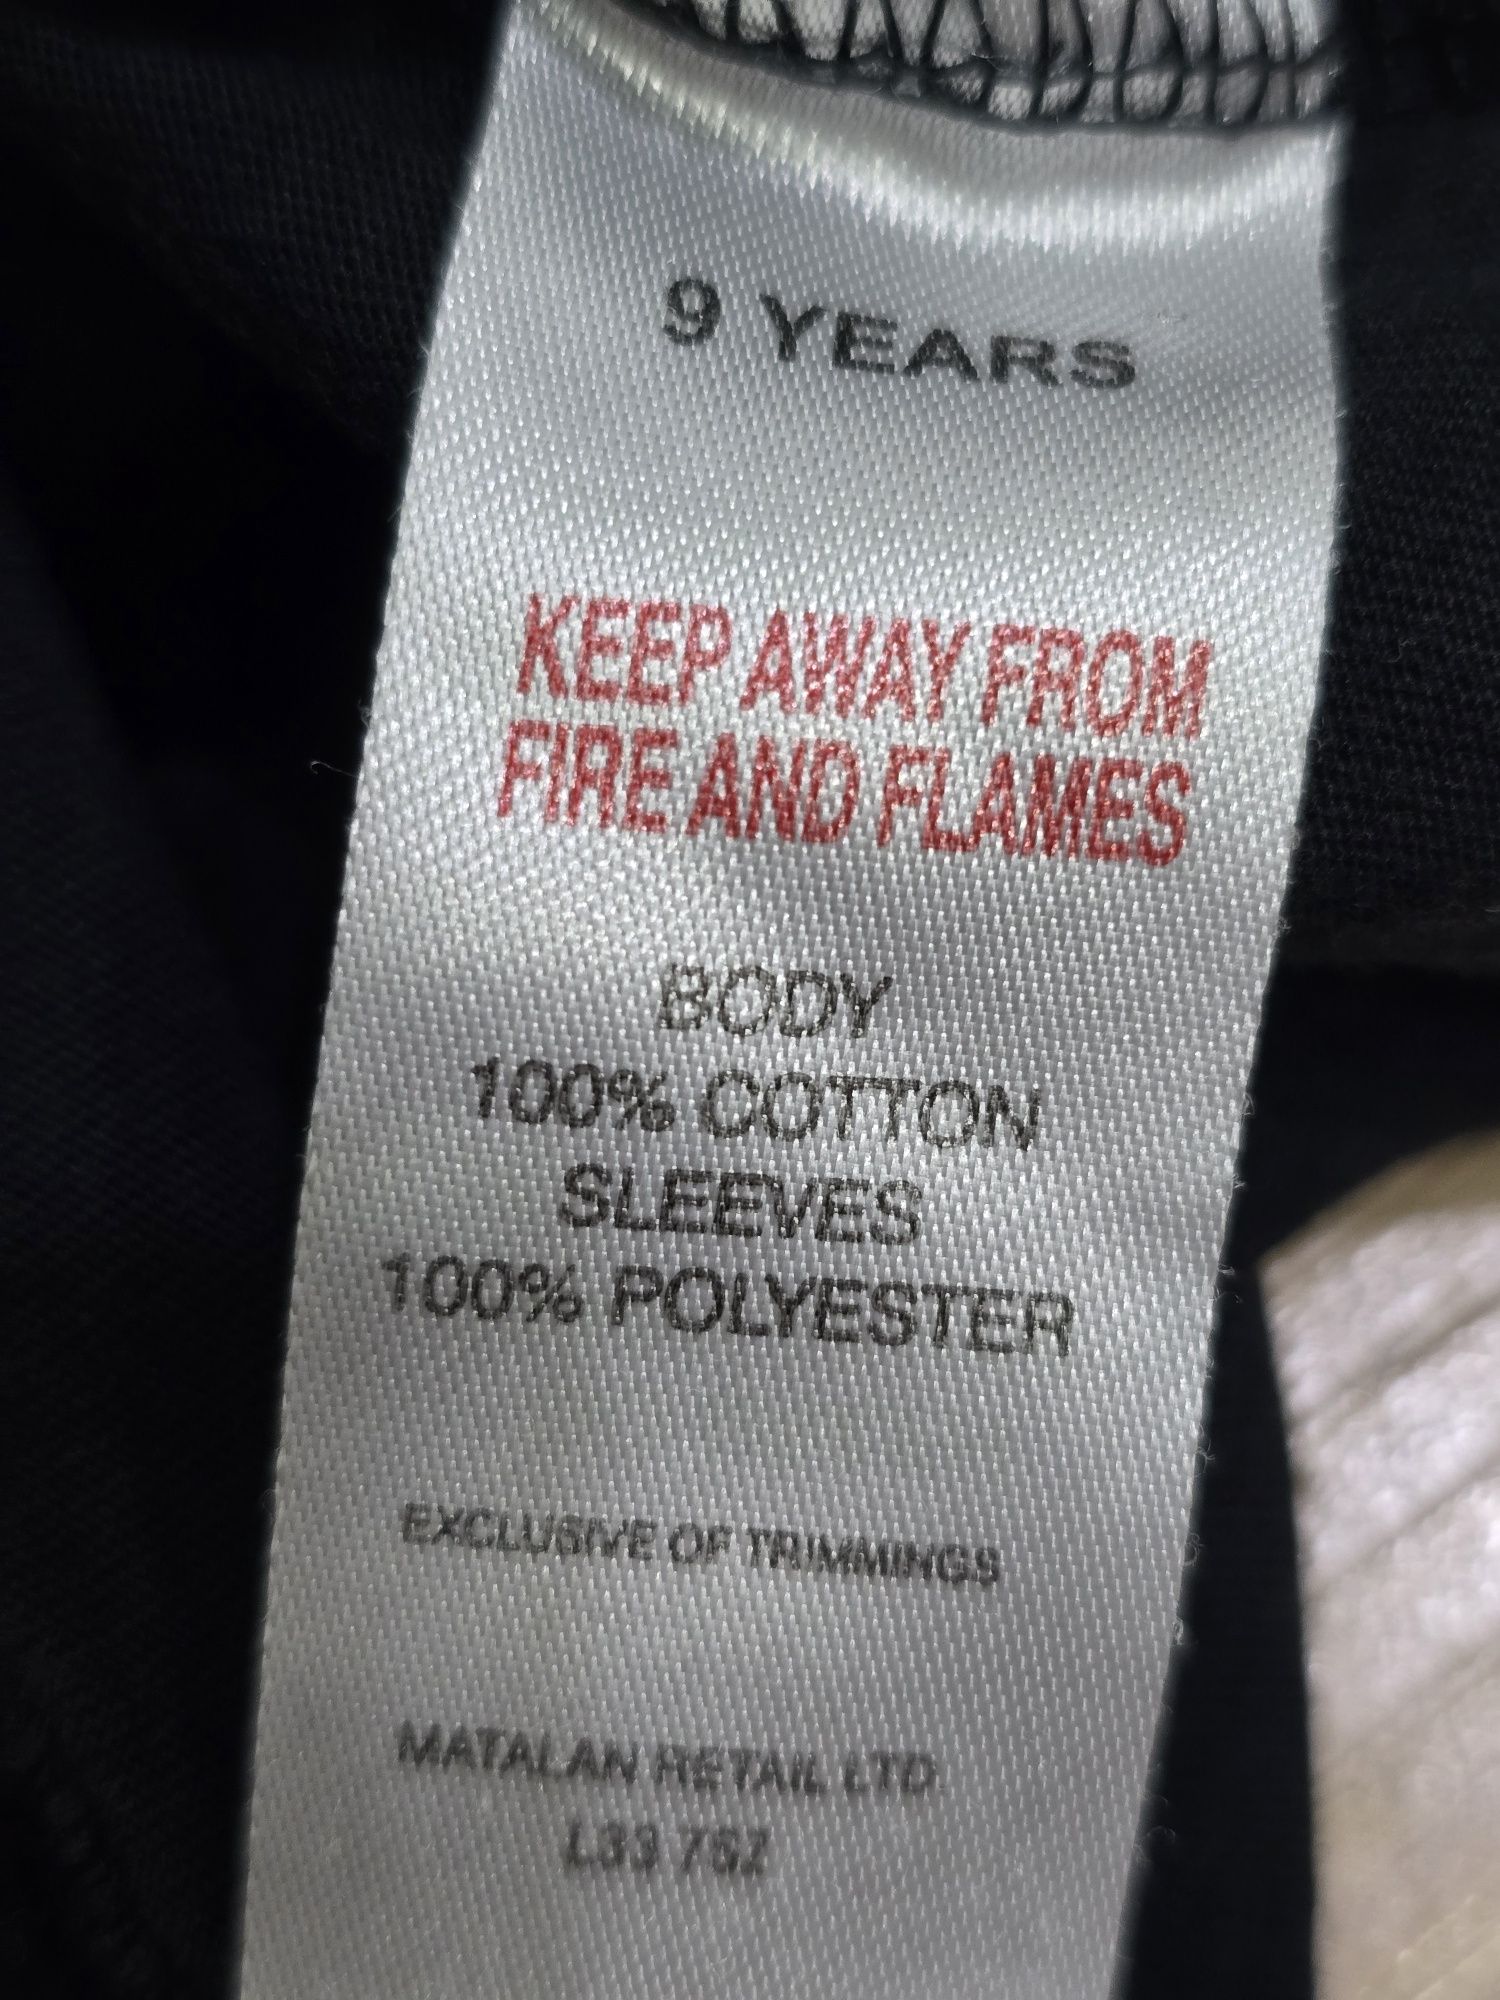 9 YEARS
KEEP AWAY FROM
FIRE AND FLAMES
BODY
100% COTTON
SLEEVES
100% POLYESTER
EXCLUSIVE OF TRIMMINGS
MATALAN RETAIL LTD.
L33 7SZ